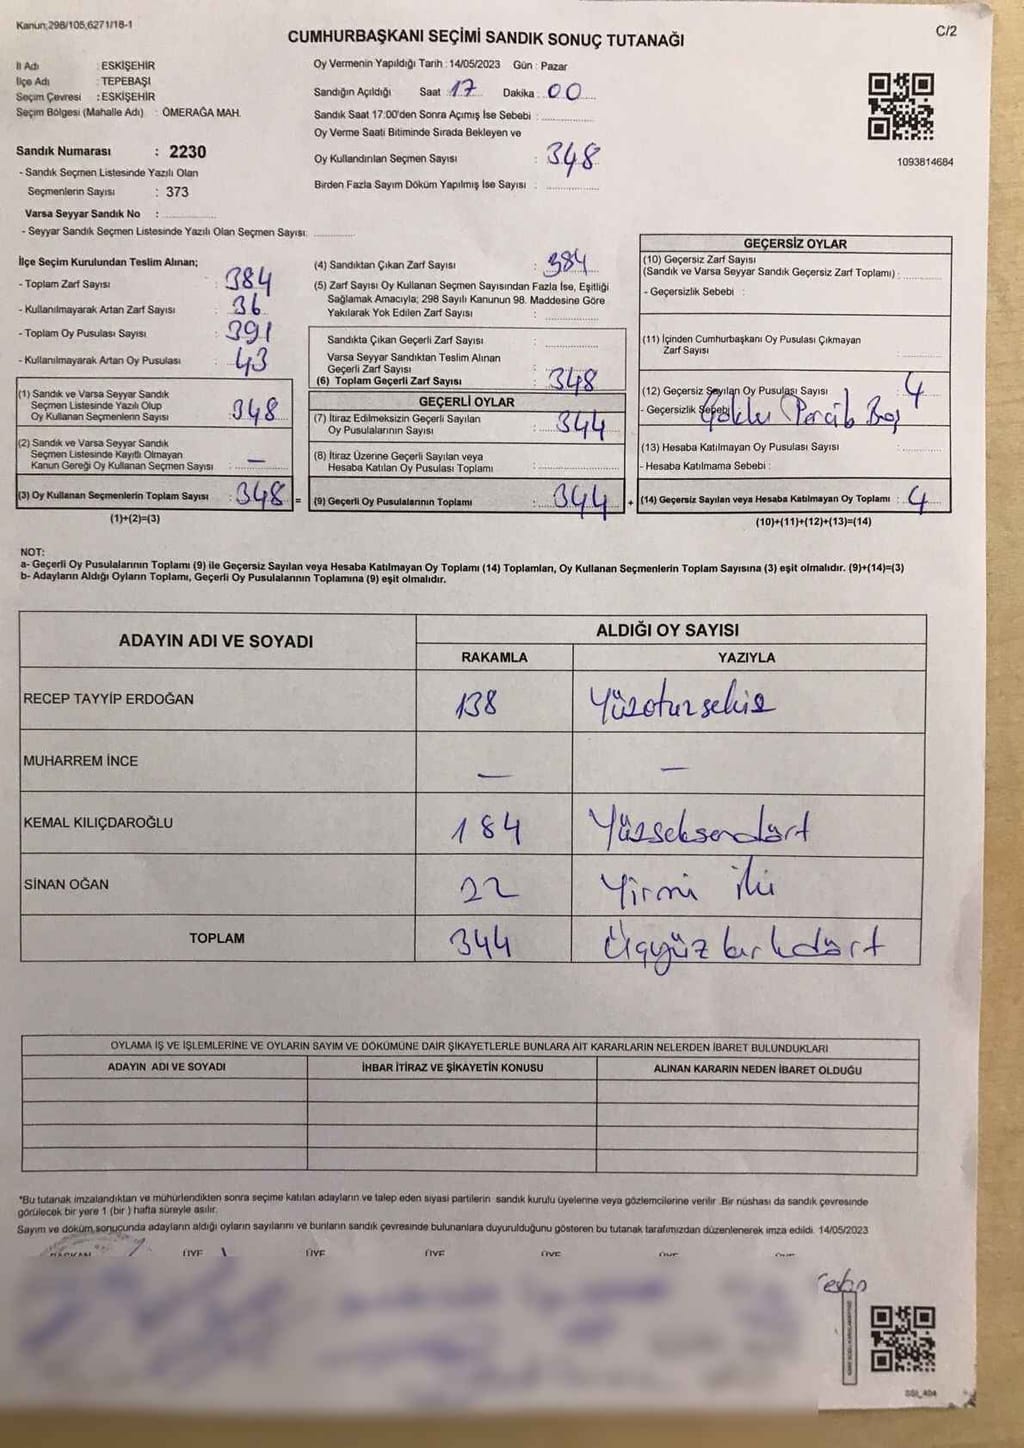 Kanun;298/105,6271/18-1
C/2
CUMHURBAŞKANI SEÇİMİ SANDIK SONUÇ TUTANAĞI
İl Adı : ESKİŞEHİR
İlçe Adı : TEPEBAŞI
Seçim Çevresi : ESKİŞEHİR
Seçim Bölgesi (Mahalle Adı) : ÖMERAĞA MAH.
Sandık Numarası : 2230
- Sandık Seçmen Listesinde Yazılı Olan
Seçmenlerin Sayısı : 373
Varsa Seyyar Sandık No :
- Seyyar Sandık Seçmen Listesinde Yazılı Olan Seçmen Sayısı:
Oy Vermenin Yapıldığı Tarih : 14/05/2023 Gün : Pazar
Sandığın Açıldığı Saat : 17 Dakika : 00
Sandık Saat 17:00'den Sonra Açımış İse Sebebi :
Oy Verme Saati Bitiminde Sırada Bekleyen ve
Oy Kullandırılan Seçmen Sayısı : 348
Birden Fazla Sayım Döküm Yapılmış İse Sayısı :
1093814684
İlçe Seçim Kurulundan Teslim Alınan;
- Toplam Zarf Sayısı : 384
- Kullanılmayarak Artan Zarf Sayısı : 36
- Toplam Oy Pusulası Sayısı : 391
- Kullanılmayarak Artan Oy Pusulası : 43
(1) Sandık ve Varsa Seyyar Sandık
Seçmen Listesinde Yazılı Olup
Oy Kullanan Seçmenlerin Sayısı : 348
(2) Sandık ve Varsa Seyyar Sandık
Seçmen Listesinde Kayıtlı Olmayan
Kanun Gereği Oy Kullanan Seçmen Sayısı : —
(3) Oy Kullanan Seçmenlerin Toplam Sayısı : 348 =
(1)+(2)=(3)
(4) Sandıktan Çıkan Zarf Sayısı : 384
(5) Zarf Sayısı Oy Kullanan Seçmen Sayısından Fazla İse, Eşitliği
Sağlamak Amacıyla; 298 Sayılı Kanunun 98. Maddesine Göre
Yakılarak Yok Edilen Zarf Sayısı :
Sandıkta Çıkan Geçerli Zarf Sayısı :
Varsa Seyyar Sandıktan Teslim Alınan
Geçerli Zarf Sayısı :
(6) Toplam Geçerli Zarf Sayısı : 348
GEÇERLİ OYLAR
(7) İtiraz Edilmeksizin Geçerli Sayılan
Oy Pusulalarının Sayısı : 344
(8) İtiraz Üzerine Geçerli Sayılan veya
Hesaba Katılan Oy Pusulası Toplamı :
(9) Geçerli Oy Pusulalarının Toplamı : 344 +
GEÇERSİZ OYLAR
(10) Geçersiz Zarf Sayısı
(Sandık ve Varsa Seyyar Sandık Geçersiz Zarf Toplamı) :
- Geçersizlik Sebebi :
(11) İçinden Cumhurbaşkanı Oy Pusulası Çıkmayan
Zarf Sayısı :
(12) Geçersiz Sayılan Oy Pusulası Sayısı : 4
- Geçersizlik Sebebi Boş
(13) Hesaba Katılmayan Oy Pusulası Sayısı :
- Hesaba Katılmama Sebebi :
(14) Geçersiz Sayılan veya Hesaba Katılmayan Oy Toplamı : 4
(10)+(11)+(12)+(13)=(14)
NOT:
a- Geçerli Oy Pusulalarının Toplamı (9) ile Geçersiz Sayılan veya Hesaba Katılmayan Oy Toplamı (14) Toplamları, Oy Kullanan Seçmenlerin Toplam Sayısına (3) eşit olmalıdır. (9)+(14)=(3)
b- Adayların Aldığı Oyların Toplamı, Geçerli Oy Pusulalarının Toplamına (9) eşit olmalıdır.
ADAYIN ADI VE SOYADI ALDIĞI OY SAYISI
RAKAMLA YAZIYLA
RECEP TAYYİP ERDOĞAN 138 Yüzotuzsekiz
MUHARREM İNCE — —
KEMAL KILIÇDAROĞLU 184 Yüzseksendört
SİNAN OĞAN 22 Yirmi iki
TOPLAM 344 Üçyüz kırkdört
OYLAMA İŞ VE İŞLEMLERİNE VE OYLARIN SAYIM VE DÖKÜMÜNE DAİR ŞİKAYETLERLE BUNLARA AİT KARARLARIN NELERDEN İBARET BULUNDUKLARI
ADAYIN ADI VE SOYADI İHBAR İTİRAZ VE ŞİKAYETİN KONUSU ALINAN KARARIN NEDEN İBARET OLDUĞU
*Bu tutanak imzalandıktan ve mühürlendikten sonra seçime katılan adayların ve talep eden siyasi partilerin sandık kurulu üyelerine veya gözlemcilerine verilir. Bir nüshası da sandık çevresinde
görülecek bir yere 1 (bir ) hafta süreyle asılır.
Sayım ve döküm sonucunda adayların aldığı oyların sayılarını ve bunların sandık çevresinde bulunanlara duyurulduğunu gösteren bu tutanak tarafımızdan düzenlenerek imza edildi. 14/05/2023
BAŞKAN ÜYE ÜYE ÜYE ÜYE ÜYE ÜYE